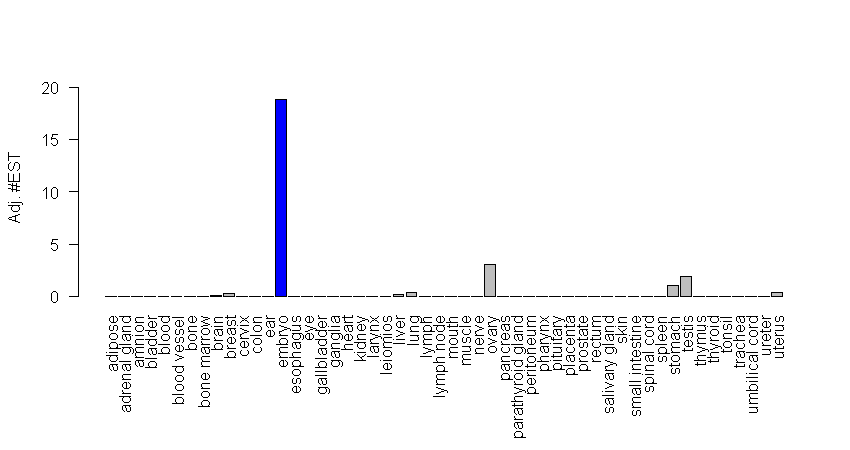 Adj. #EST
20
15
10
5
0
adipose
adrenal gland
amnion
bladder
blood
blood vessel
bone
bone marrow
brain
breast
cervix
colon
ear
embryo
esophagus
eye
gallbladder
ganglia
heart
kidney
larynx
leiomios
liver
lung
lymph
lymph node
mouth
muscle
nerve
ovary
pancreas
parathyroid gland
peritoneum
pharynx
pituitary
placenta
prostate
rectum
salivary gland
skin
small intestine
spinal cord
spleen
stomach
testis
thymus
thyroid
tonsil
trachea
umbilical cord
ureter
uterus